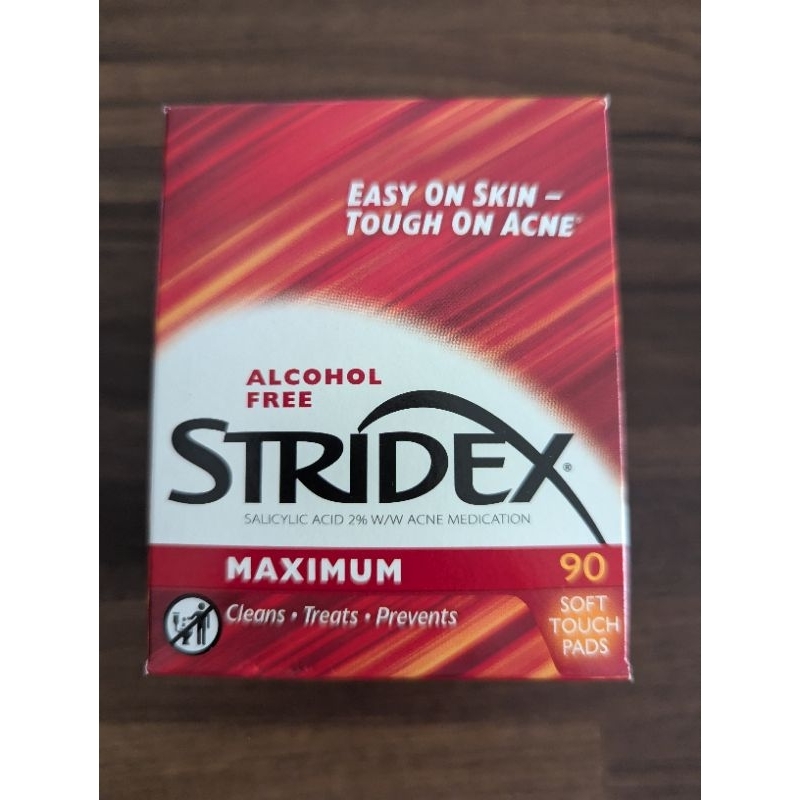 EASY ON SKIN –
TOUGH ON ACNE®
ALCOHOL
FREE
STRIDEX®
SALICYLIC ACID 2% W/W ACNE MEDICATION
MAXIMUM
90
SOFT
TOUCH
PADS
Cleans • Treats • Prevents